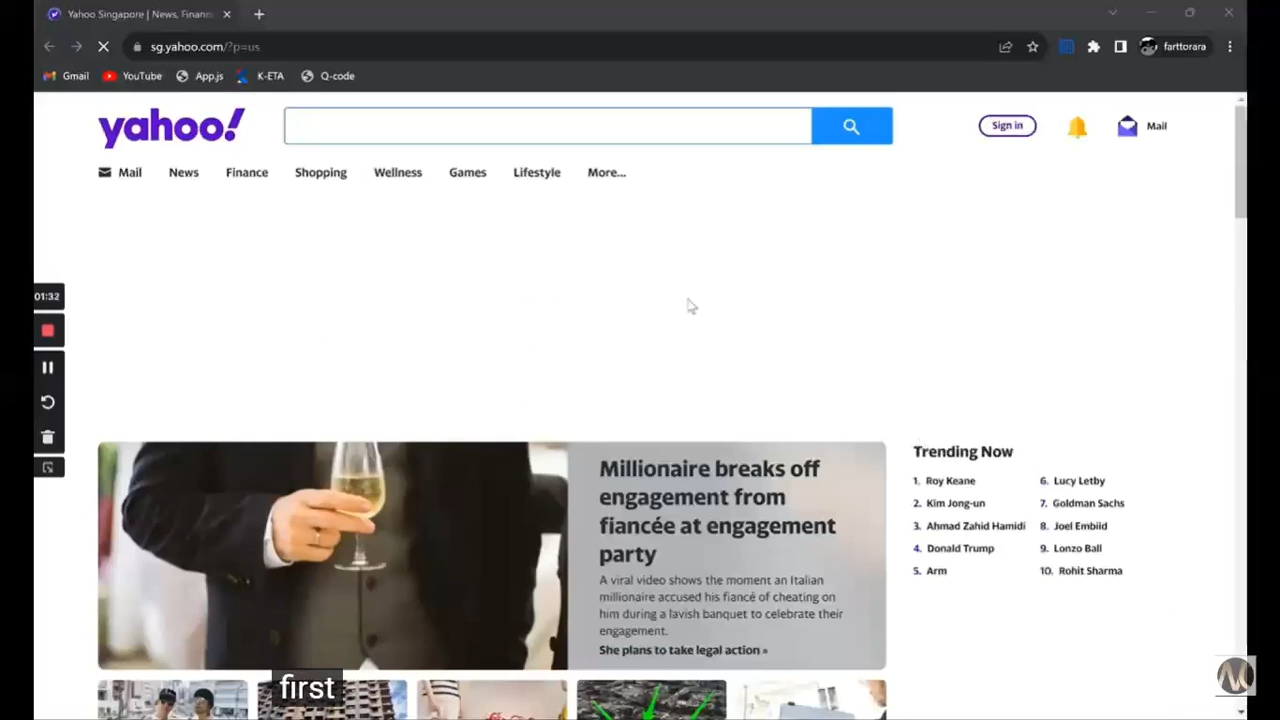 Yahoo Singapore | News, Finan
sg.yahoo.com/?p=us
farttorara
Gmail
YouTube
App.js
K-ETA
Q-code
yahoo!
Sign in
Mail
Mail
News
Finance
Shopping
Wellness
Games
Lifestyle
More...
01:32
Millionaire breaks off
engagement from
fiancée at engagement
party
A viral video shows the moment an Italian
millionaire accused his fiancé of cheating on
him during a lavish banquet to celebrate their
engagement.
She plans to take legal action »
Trending Now
1. Roy Keane
2. Kim Jong-un
3. Ahmad Zahid Hamidi
4. Donald Trump
5. Arm
6. Lucy Letby
7. Goldman Sachs
8. Joel Embiid
9. Lonzo Ball
10. Rohit Sharma
first